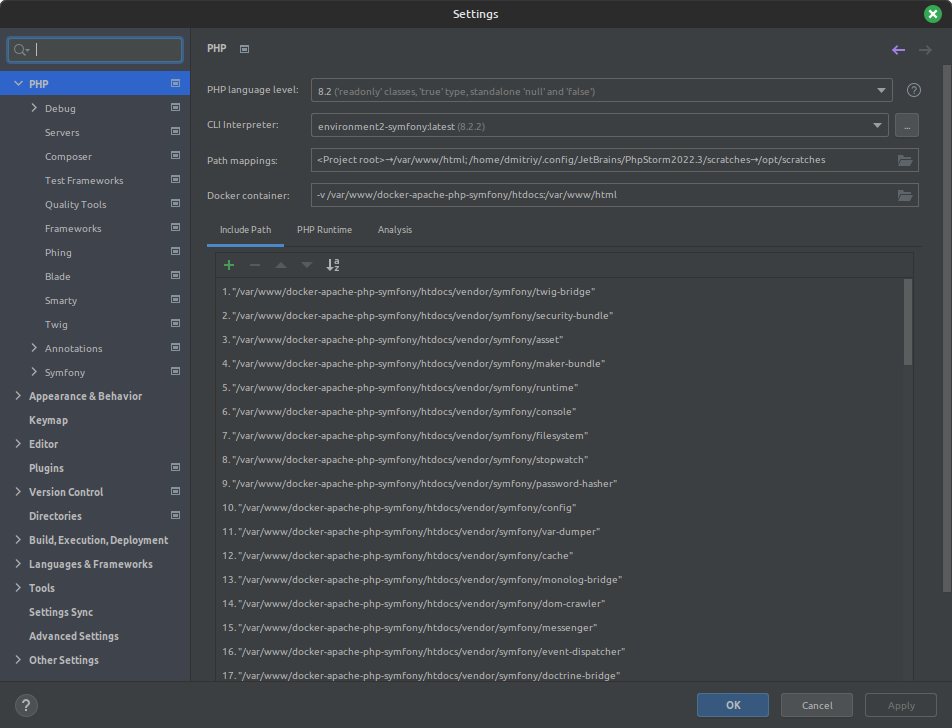 Settings
PHP
Debug
Servers
Composer
Test Frameworks
Quality Tools
Frameworks
Phing
Blade
Smarty
Twig
Annotations
Symfony
Appearance & Behavior
Keymap
Editor
Plugins
Version Control
Directories
Build, Execution, Deployment
Languages & Frameworks
Tools
Settings Sync
Advanced Settings
Other Settings
PHP
PHP language level: 8.2 ('readonly' classes, 'true' type, standalone 'null' and 'false') ?
CLI Interpreter: environment2-symfony:latest (8.2.2) ...
Path mappings: <Project root>→/var/www/html; /home/dmitriy/.config/JetBrains/PhpStorm2022.3/scratches→/opt/scratches
Docker container: -v /var/www/docker-apache-php-symfony/htdocs:/var/www/html
Include Path PHP Runtime Analysis
1. "/var/www/docker-apache-php-symfony/htdocs/vendor/symfony/twig-bridge"
2. "/var/www/docker-apache-php-symfony/htdocs/vendor/symfony/security-bundle"
3. "/var/www/docker-apache-php-symfony/htdocs/vendor/symfony/asset"
4. "/var/www/docker-apache-php-symfony/htdocs/vendor/symfony/maker-bundle"
5. "/var/www/docker-apache-php-symfony/htdocs/vendor/symfony/runtime"
6. "/var/www/docker-apache-php-symfony/htdocs/vendor/symfony/console"
7. "/var/www/docker-apache-php-symfony/htdocs/vendor/symfony/filesystem"
8. "/var/www/docker-apache-php-symfony/htdocs/vendor/symfony/stopwatch"
9. "/var/www/docker-apache-php-symfony/htdocs/vendor/symfony/password-hasher"
10. "/var/www/docker-apache-php-symfony/htdocs/vendor/symfony/config"
11. "/var/www/docker-apache-php-symfony/htdocs/vendor/symfony/var-dumper"
12. "/var/www/docker-apache-php-symfony/htdocs/vendor/symfony/cache"
13. "/var/www/docker-apache-php-symfony/htdocs/vendor/symfony/monolog-bridge"
14. "/var/www/docker-apache-php-symfony/htdocs/vendor/symfony/dom-crawler"
15. "/var/www/docker-apache-php-symfony/htdocs/vendor/symfony/messenger"
16. "/var/www/docker-apache-php-symfony/htdocs/vendor/symfony/event-dispatcher"
17. "/var/www/docker-apache-php-symfony/htdocs/vendor/symfony/doctrine-bridge"
? OK Cancel Apply